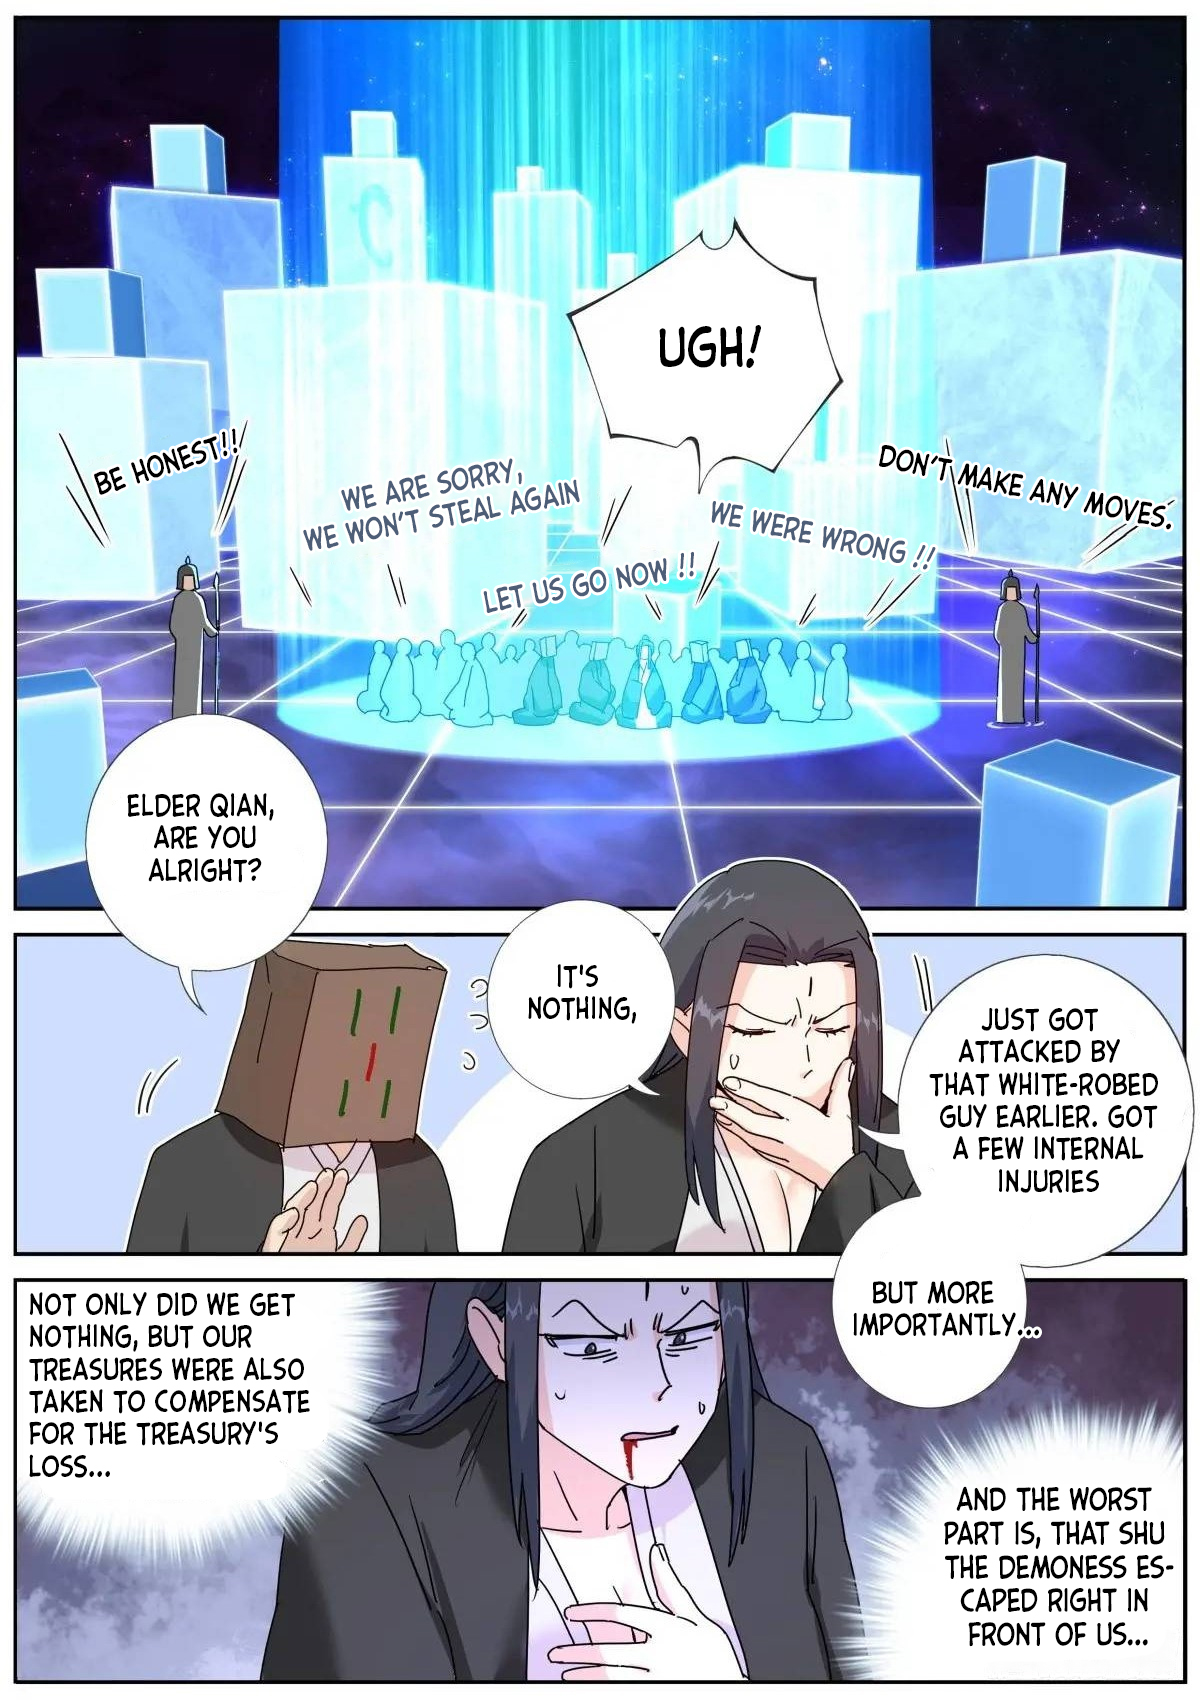 UGH!
BE HONEST!!
WE ARE SORRY,
WE WON'T STEAL AGAIN
DON'T MAKE ANY MOVES.
WE WERE WRONG !!
LET US GO NOW !!
ELDER QIAN,
ARE YOU
ALRIGHT?
IT'S
NOTHING,
JUST GOT
ATTACKED BY
THAT WHITE-ROBED
GUY EARLIER. GOT
A FEW INTERNAL
INJURIES
BUT MORE
IMPORTANTLY...
NOT ONLY DID WE GET
NOTHING, BUT OUR
TREASURES WERE ALSO
TAKEN TO COMPENSATE
FOR THE TREASURY'S
LOSS...
AND THE WORST
PART IS, THAT SHU
THE DEMONESS ES-
CAPED RIGHT IN
FRONT OF US...